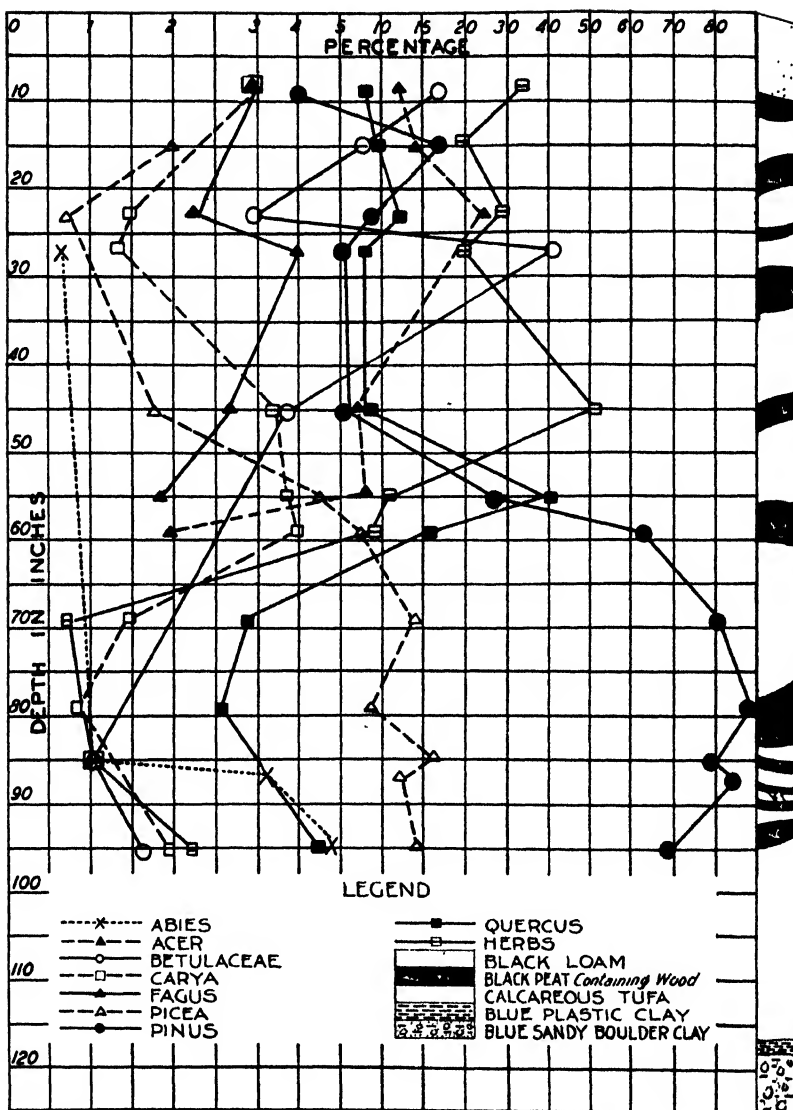 0 1 2 3 4 5 10 15 20 30 40 50 60 70 80
PERCENTAGE
10
20
30
40
50
60
70
80
90
100
110
120
DEPTH IN INCHES
LEGEND
ABIES
ACER
BETULACEAE
CARYA
FAGUS
PICEA
PINUS
QUERCUS
HERBS
BLACK LOAM
BLACK PEAT Containing Wood
CALCAREOUS TUFA
BLUE PLASTIC CLAY
BLUE SANDY BOULDER CLAY